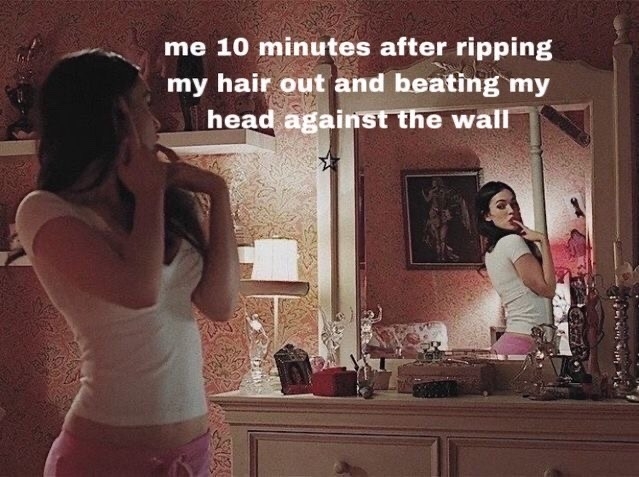 me 10 minutes after ripping
my hair out and beating my
head against the wall